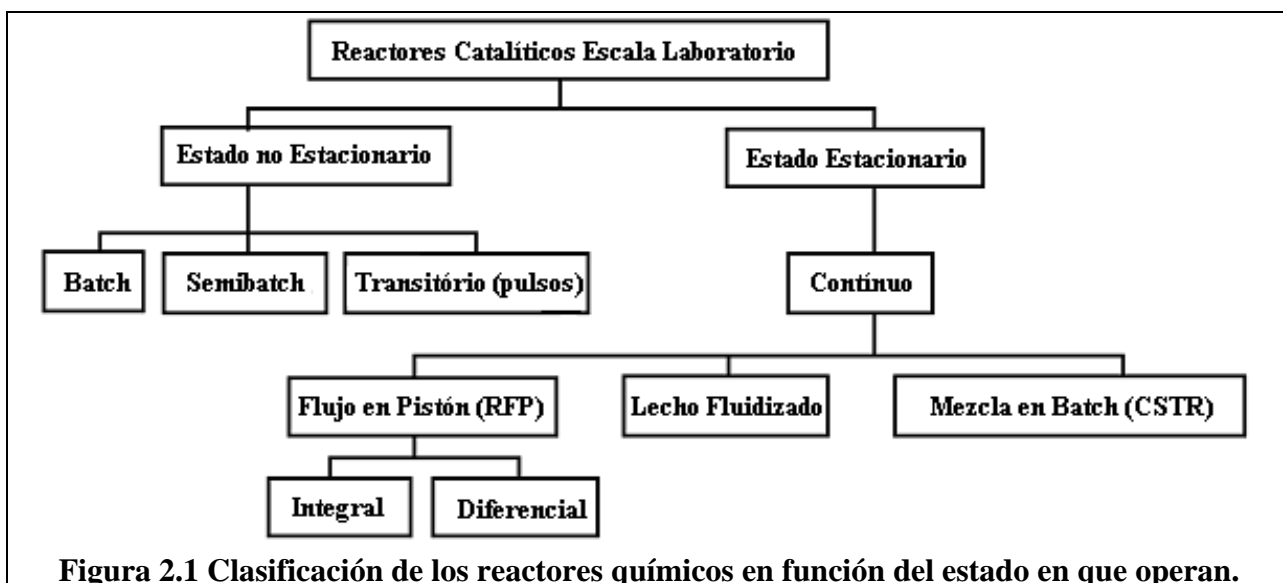 Reactores Catalíticos Escala Laboratorio
Estado no Estacionario
Estado Estacionario
Batch
Semibatch
Transitório (pulsos)
Contínuo
Flujo en Pistón (RFP)
Lecho Fluidizado
Mezcla en Batch (CSTR)
Integral
Diferencial
Figura 2.1 Clasificación de los reactores químicos en función del estado en que operan.